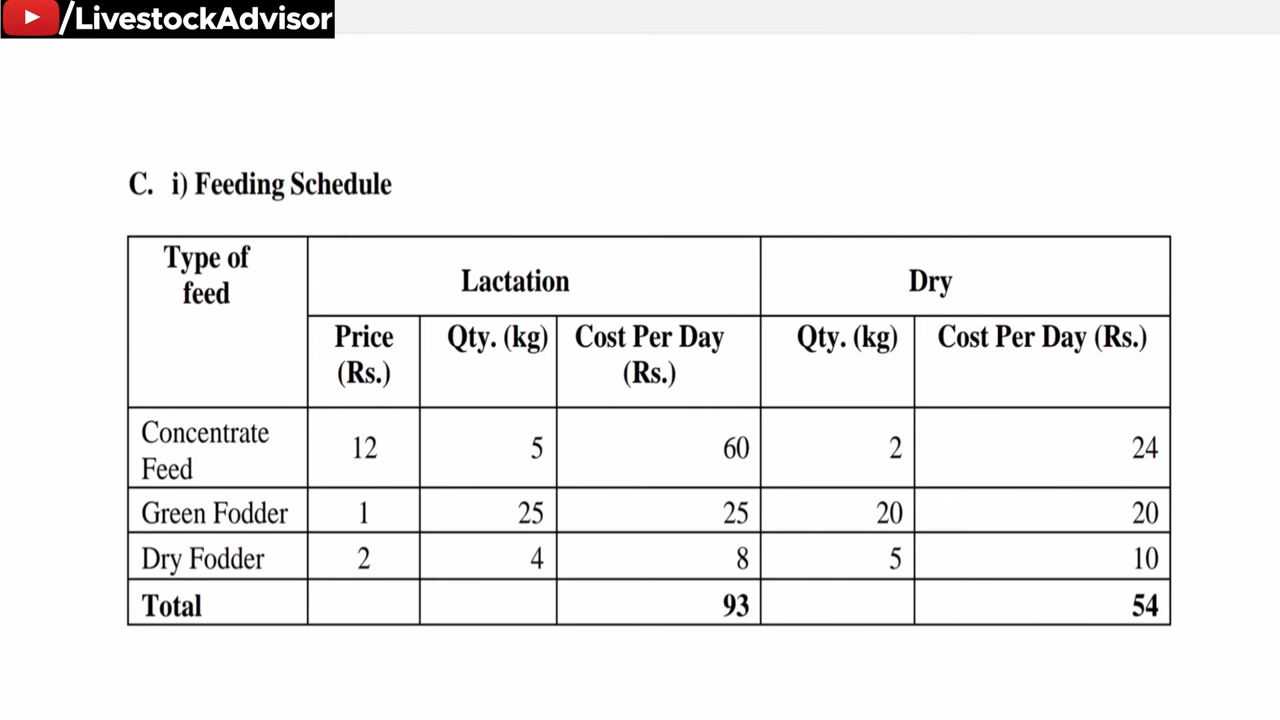 /LivestockAdvisor
C. i) Feeding Schedule
Type of feed Lactation Dry
Price (Rs.) Qty. (kg) Cost Per Day (Rs.) Qty. (kg) Cost Per Day (Rs.)
Concentrate Feed 12 5 60 2 24
Green Fodder 1 25 25 20 20
Dry Fodder 2 4 8 5 10
Total 93 54